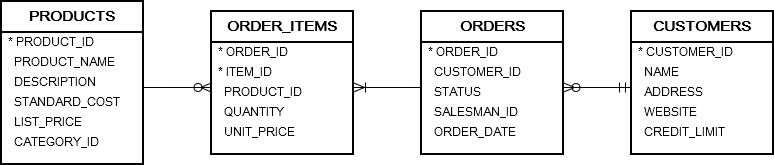 PRODUCTS
* PRODUCT_ID
PRODUCT_NAME
DESCRIPTION
STANDARD_COST
LIST_PRICE
CATEGORY_ID
ORDER_ITEMS
* ORDER_ID
* ITEM_ID
PRODUCT_ID
QUANTITY
UNIT_PRICE
ORDERS
* ORDER_ID
CUSTOMER_ID
STATUS
SALESMAN_ID
ORDER_DATE
CUSTOMERS
* CUSTOMER_ID
NAME
ADDRESS
WEBSITE
CREDIT_LIMIT